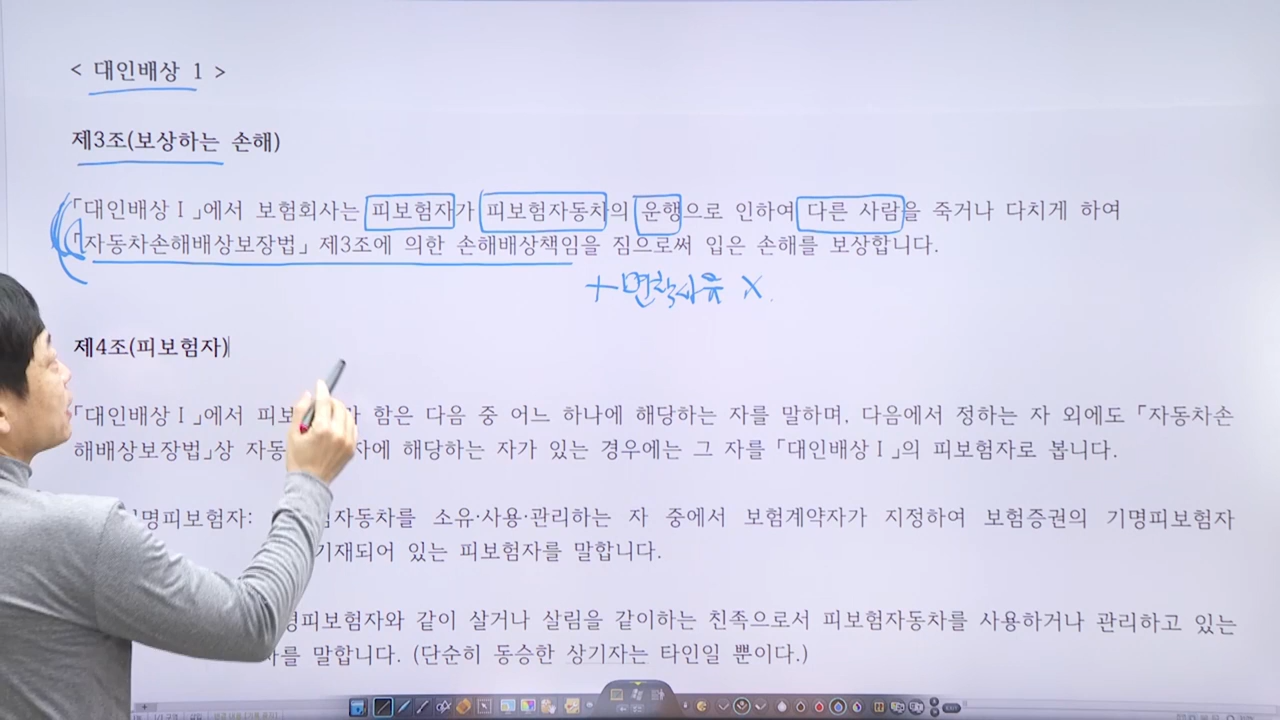 < 대인배상 1 >
제3조(보상하는 손해)
「대인배상Ⅰ」에서 보험회사는 피보험자가 피보험자동차의 운행으로 인하여 다른 사람을 죽거나 다치게 하여
「자동차손해배상보장법」 제3조에 의한 손해배상책임을 짐으로써 입은 손해를 보상합니다.
+ 면책사유 X
제4조(피보험자)
「대인배상Ⅰ」에서 피보 함은 다음 중 어느 하나에 해당하는 자를 말하며, 다음에서 정하는 자 외에도 「자동차손
해배상보장법」상 자동 자에 해당하는 자가 있는 경우에는 그 자를 「대인배상Ⅰ」의 피보험자로 봅니다.
명피보험자: 험자동차를 소유·사용·관리하는 자 중에서 보험계약자가 지정하여 보험증권의 기명피보험자
기재되어 있는 피보험자를 말합니다.
명피보험자와 같이 살거나 살림을 같이하는 친족으로서 피보험자동차를 사용하거나 관리하고 있는
를 말합니다. (단순히 동승한 상기자는 타인일 뿐이다.)